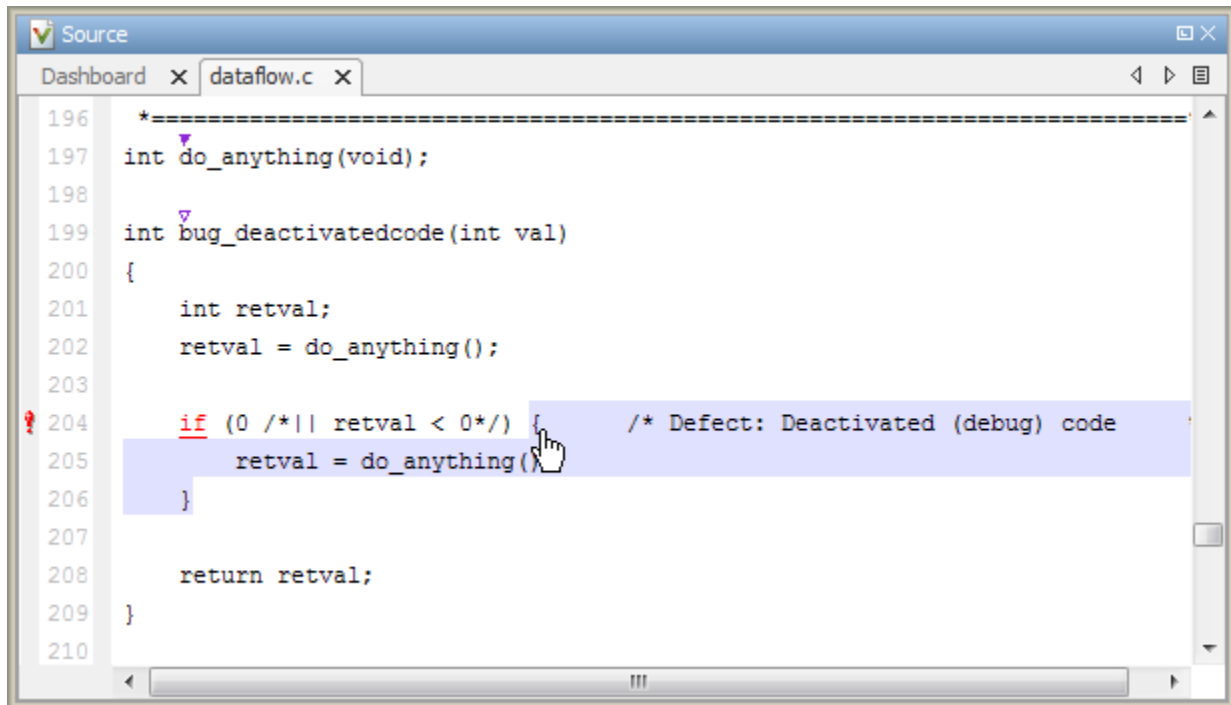 Source
Dashboard dataflow.c
196 *==========================================================================
197 int do_anything(void);
198
199 int bug_deactivatedcode(int val)
200 {
201 int retval;
202 retval = do_anything();
203
204 if (0 /*|| retval < 0*/) { /* Defect: Deactivated (debug) code
205 retval = do_anything()
206 }
207
208 return retval;
209 }
210